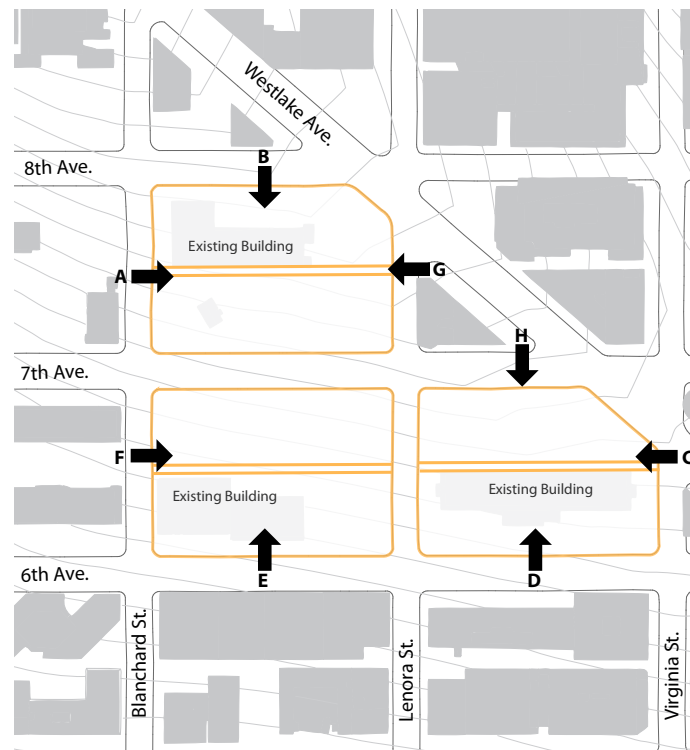 Westlake Ave.
B
8th Ave.
Existing Building
A
G
H
7th Ave.
F
C
Existing Building
Existing Building
6th Ave.
E
D
Blanchard St.
Lenora St.
Virginia St.